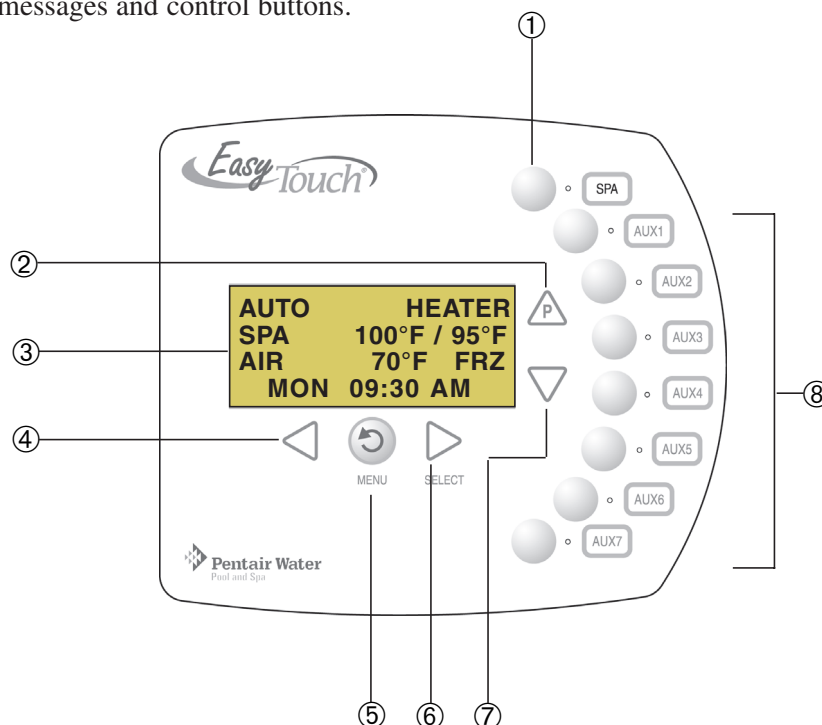 messages and control buttons.
①
Easy Touch®
SPA
AUX1
②
AUX2
P
AUTO HEATER
SPA 100°F / 95°F
AIR 70°F FRZ
MON 09:30 AM
③
AUX3
AUX4
⑧
④
MENU
SELECT
AUX5
AUX6
AUX7
Pentair Water
Pool and Spa
⑤ ⑥ ⑦